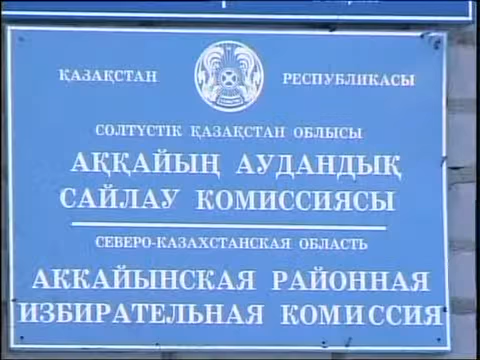 ҚАЗАҚСТАН РЕСПУБЛИКАСЫ
СОЛТҮСТІК ҚАЗАҚСТАН ОБЛЫСЫ
АҚҚАЙЫҢ АУДАНДЫҚ
САЙЛАУ КОМИССИЯСЫ
СЕВЕРО-КАЗАХСТАНСКАЯ ОБЛАСТЬ
АККАЙЫНСКАЯ РАЙОННАЯ
ИЗБИРАТЕЛЬНАЯ КОМИССИЯ